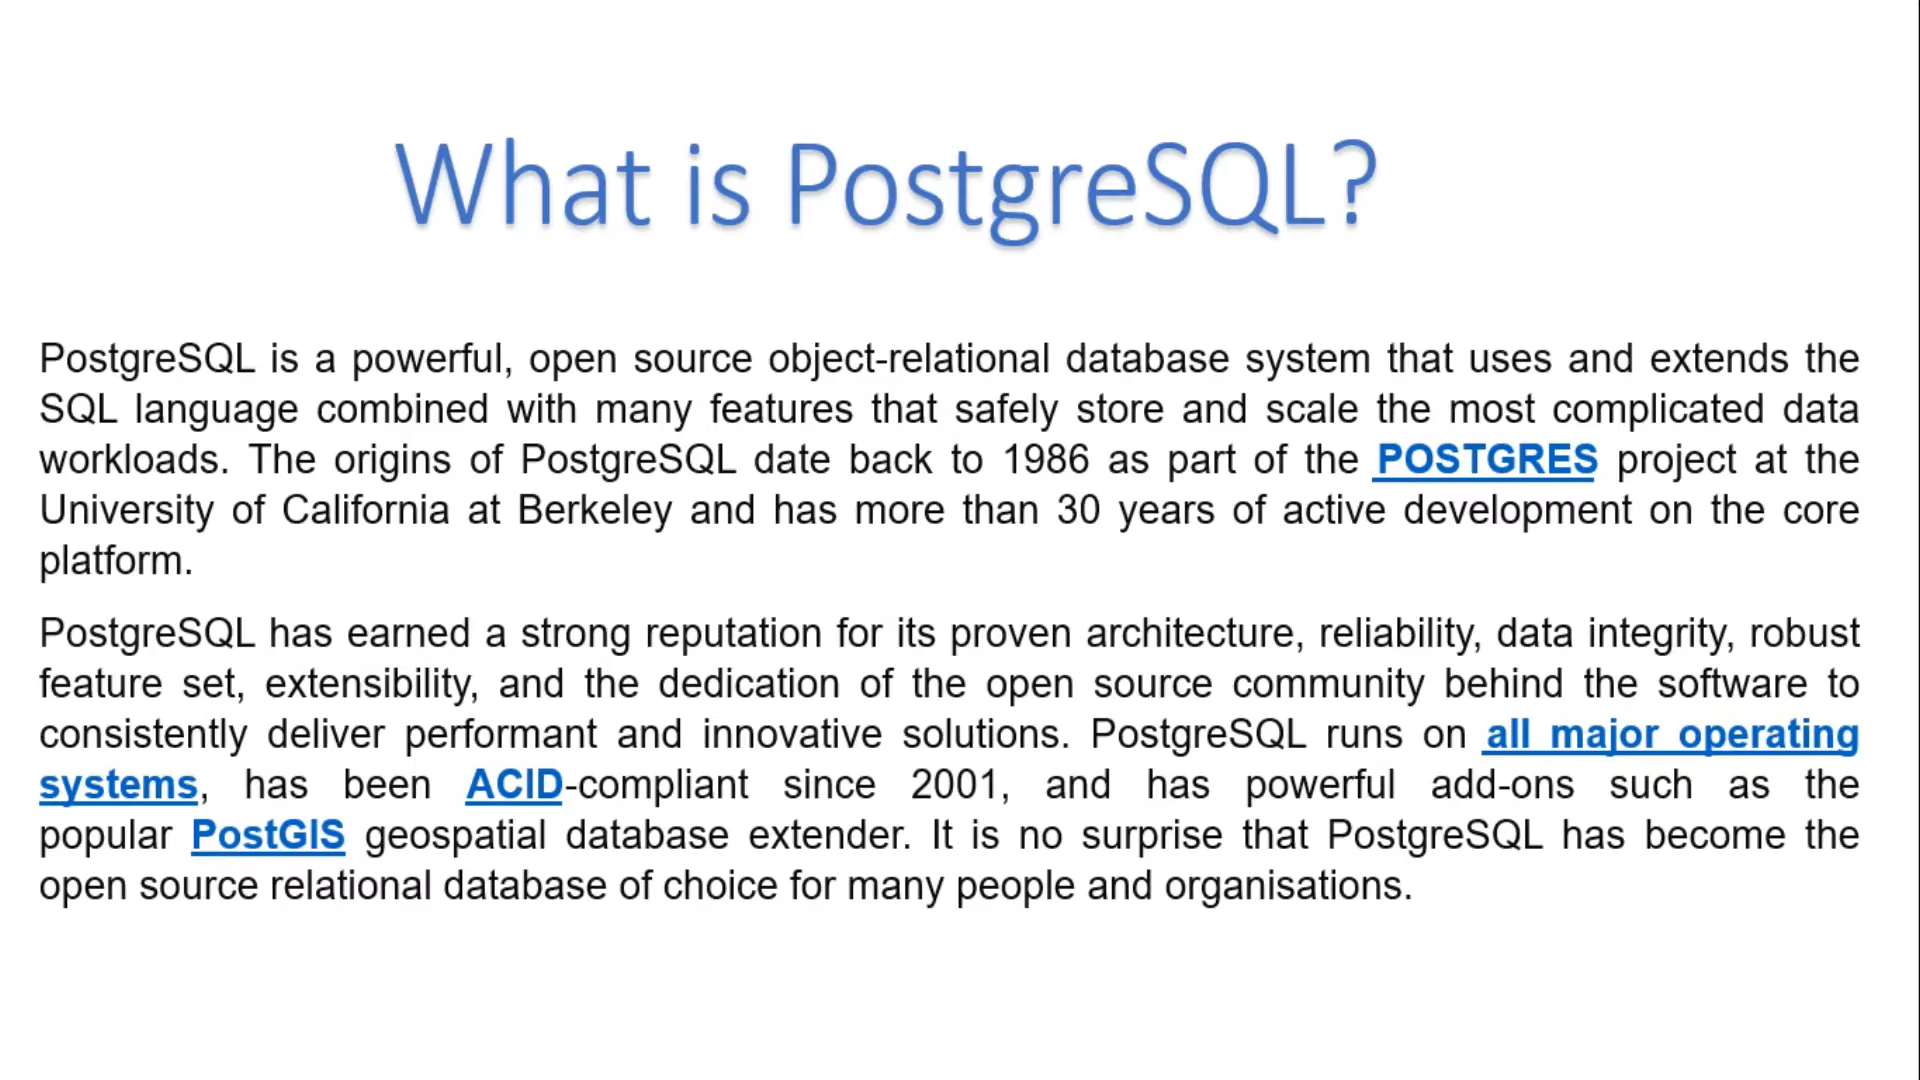 What is PostgreSQL?
PostgreSQL is a powerful, open source object-relational database system that uses and extends the
SQL language combined with many features that safely store and scale the most complicated data
workloads. The origins of PostgreSQL date back to 1986 as part of the POSTGRES project at the
University of California at Berkeley and has more than 30 years of active development on the core
platform.
PostgreSQL has earned a strong reputation for its proven architecture, reliability, data integrity, robust
feature set, extensibility, and the dedication of the open source community behind the software to
consistently deliver performant and innovative solutions. PostgreSQL runs on all major operating
systems, has been ACID-compliant since 2001, and has powerful add-ons such as the
popular PostGIS geospatial database extender. It is no surprise that PostgreSQL has become the
open source relational database of choice for many people and organisations.